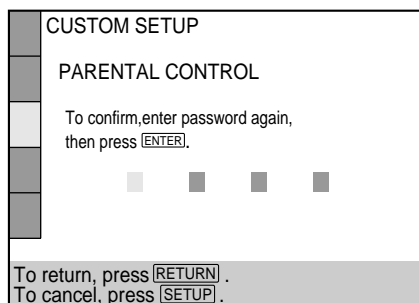 CUSTOM SETUP
PARENTAL CONTROL
To confirm,enter password again,
then press ENTER.
To return, press RETURN .
To cancel, press SETUP .